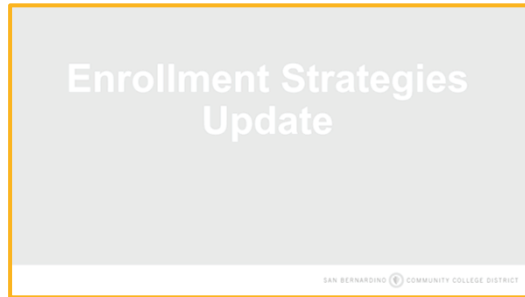 Enrollment Strategies
Update
SAN BERNARDINO COMMUNITY COLLEGE DISTRICT